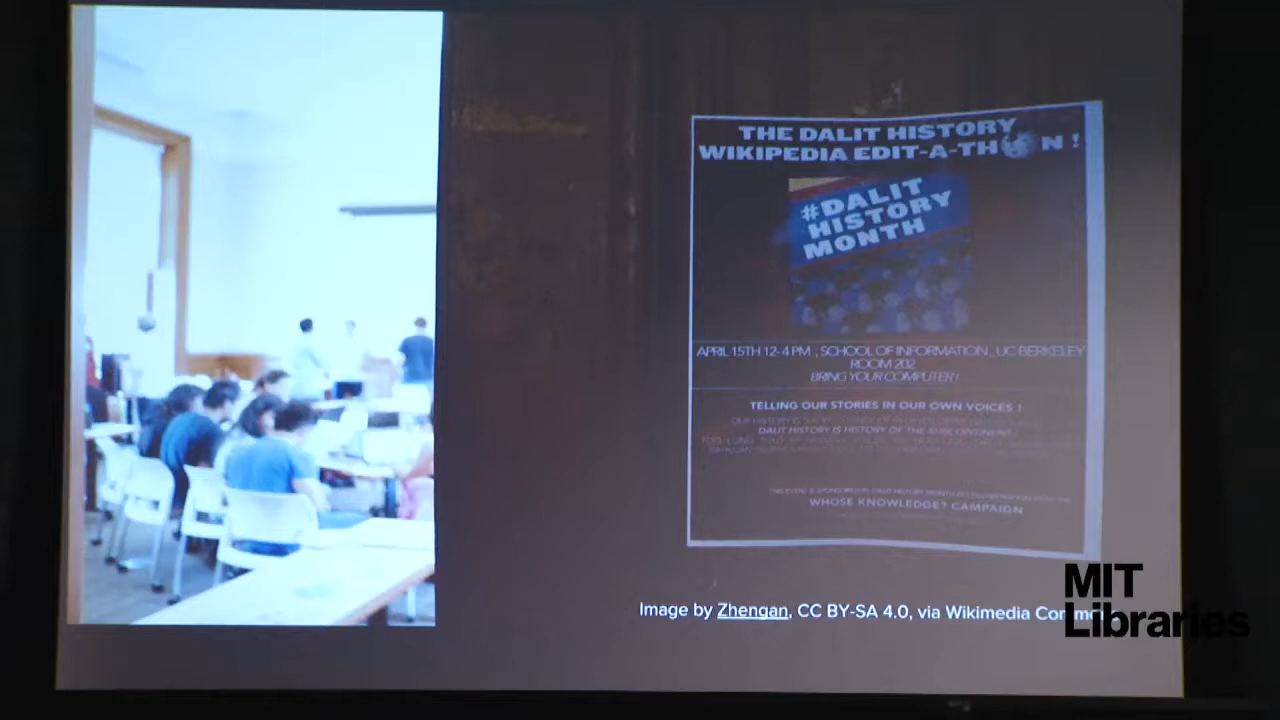 THE DALIT HISTORY
WIKIPEDIA EDIT-A-THON !
#DALIT
HISTORY
MONTH
APRIL 15TH 12-4 PM , SCHOOL OF INFORMATION , UC BERKELEY
ROOM 202
BRING YOUR COMPUTER !
TELLING OUR STORIES IN OUR OWN VOICES !
DALIT HISTORY IS HISTORY OF THE SUBCONTINENT
WHOSE KNOWLEDGE? CAMPAIGN
Image by Zhengan, CC BY-SA 4.0, via Wikimedia Comm
MIT
Libraries